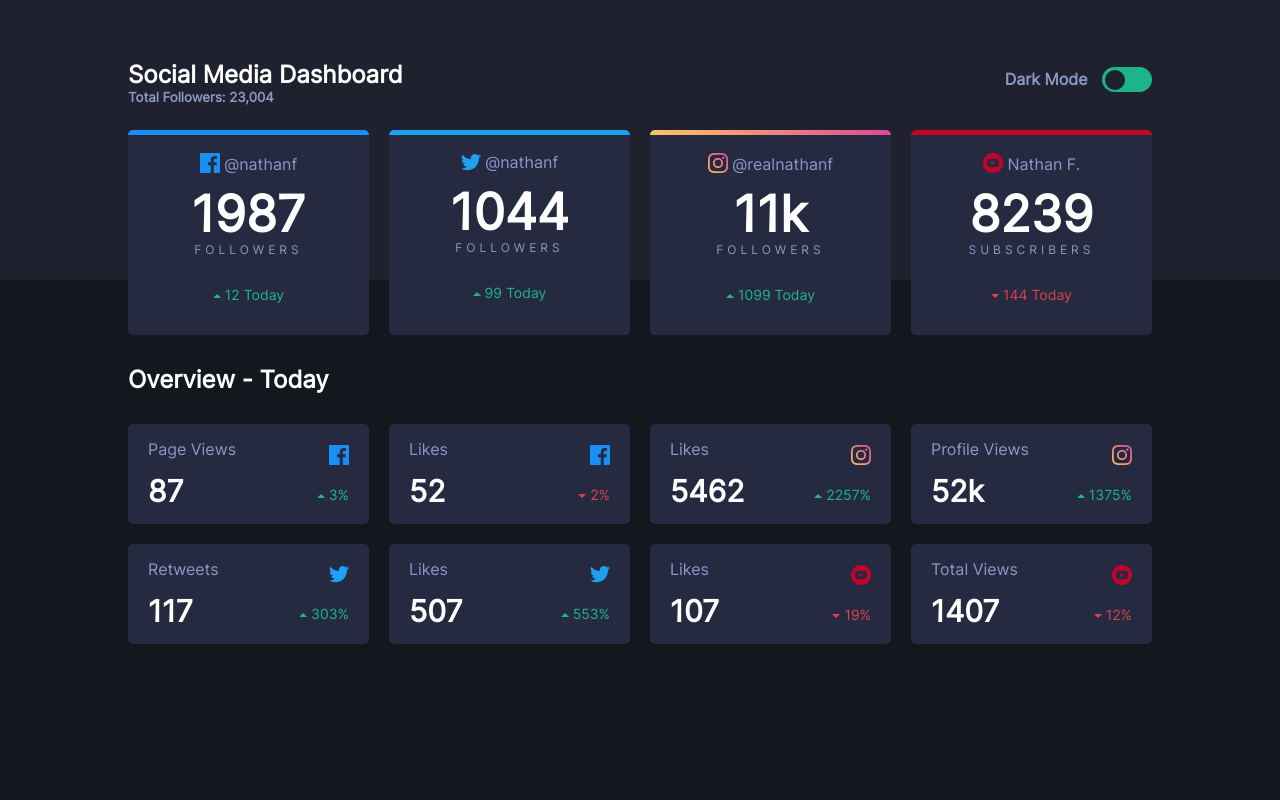 Social Media Dashboard
Total Followers: 23,004
Dark Mode
@nathanf
1987
FOLLOWERS
12 Today
@nathanf
1044
FOLLOWERS
99 Today
@realnathanf
11k
FOLLOWERS
1099 Today
Nathan F.
8239
SUBSCRIBERS
144 Today
Overview - Today
Page Views
87
3%
Likes
52
2%
Likes
5462
2257%
Profile Views
52k
1375%
Retweets
117
303%
Likes
507
553%
Likes
107
19%
Total Views
1407
12%